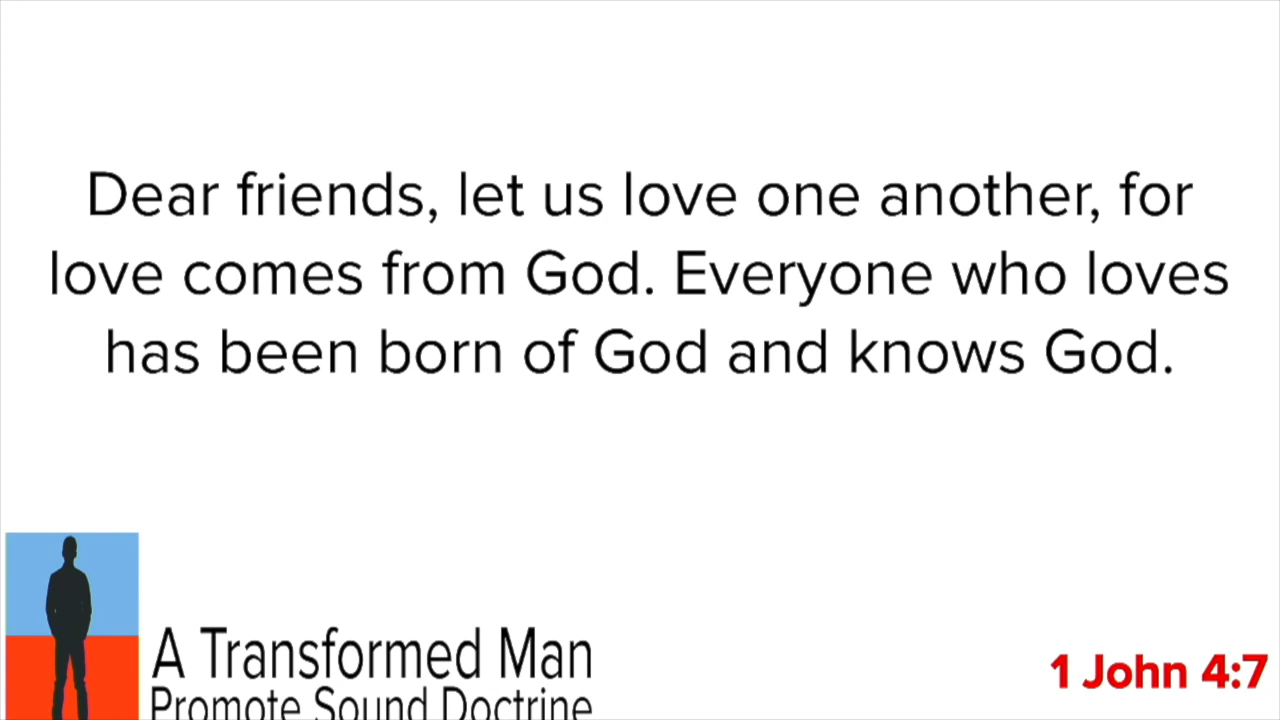 Dear friends, let us love one another, for
love comes from God. Everyone who loves
has been born of God and knows God.
A Transformed Man
Promote Sound Doctrine
1 John 4:7